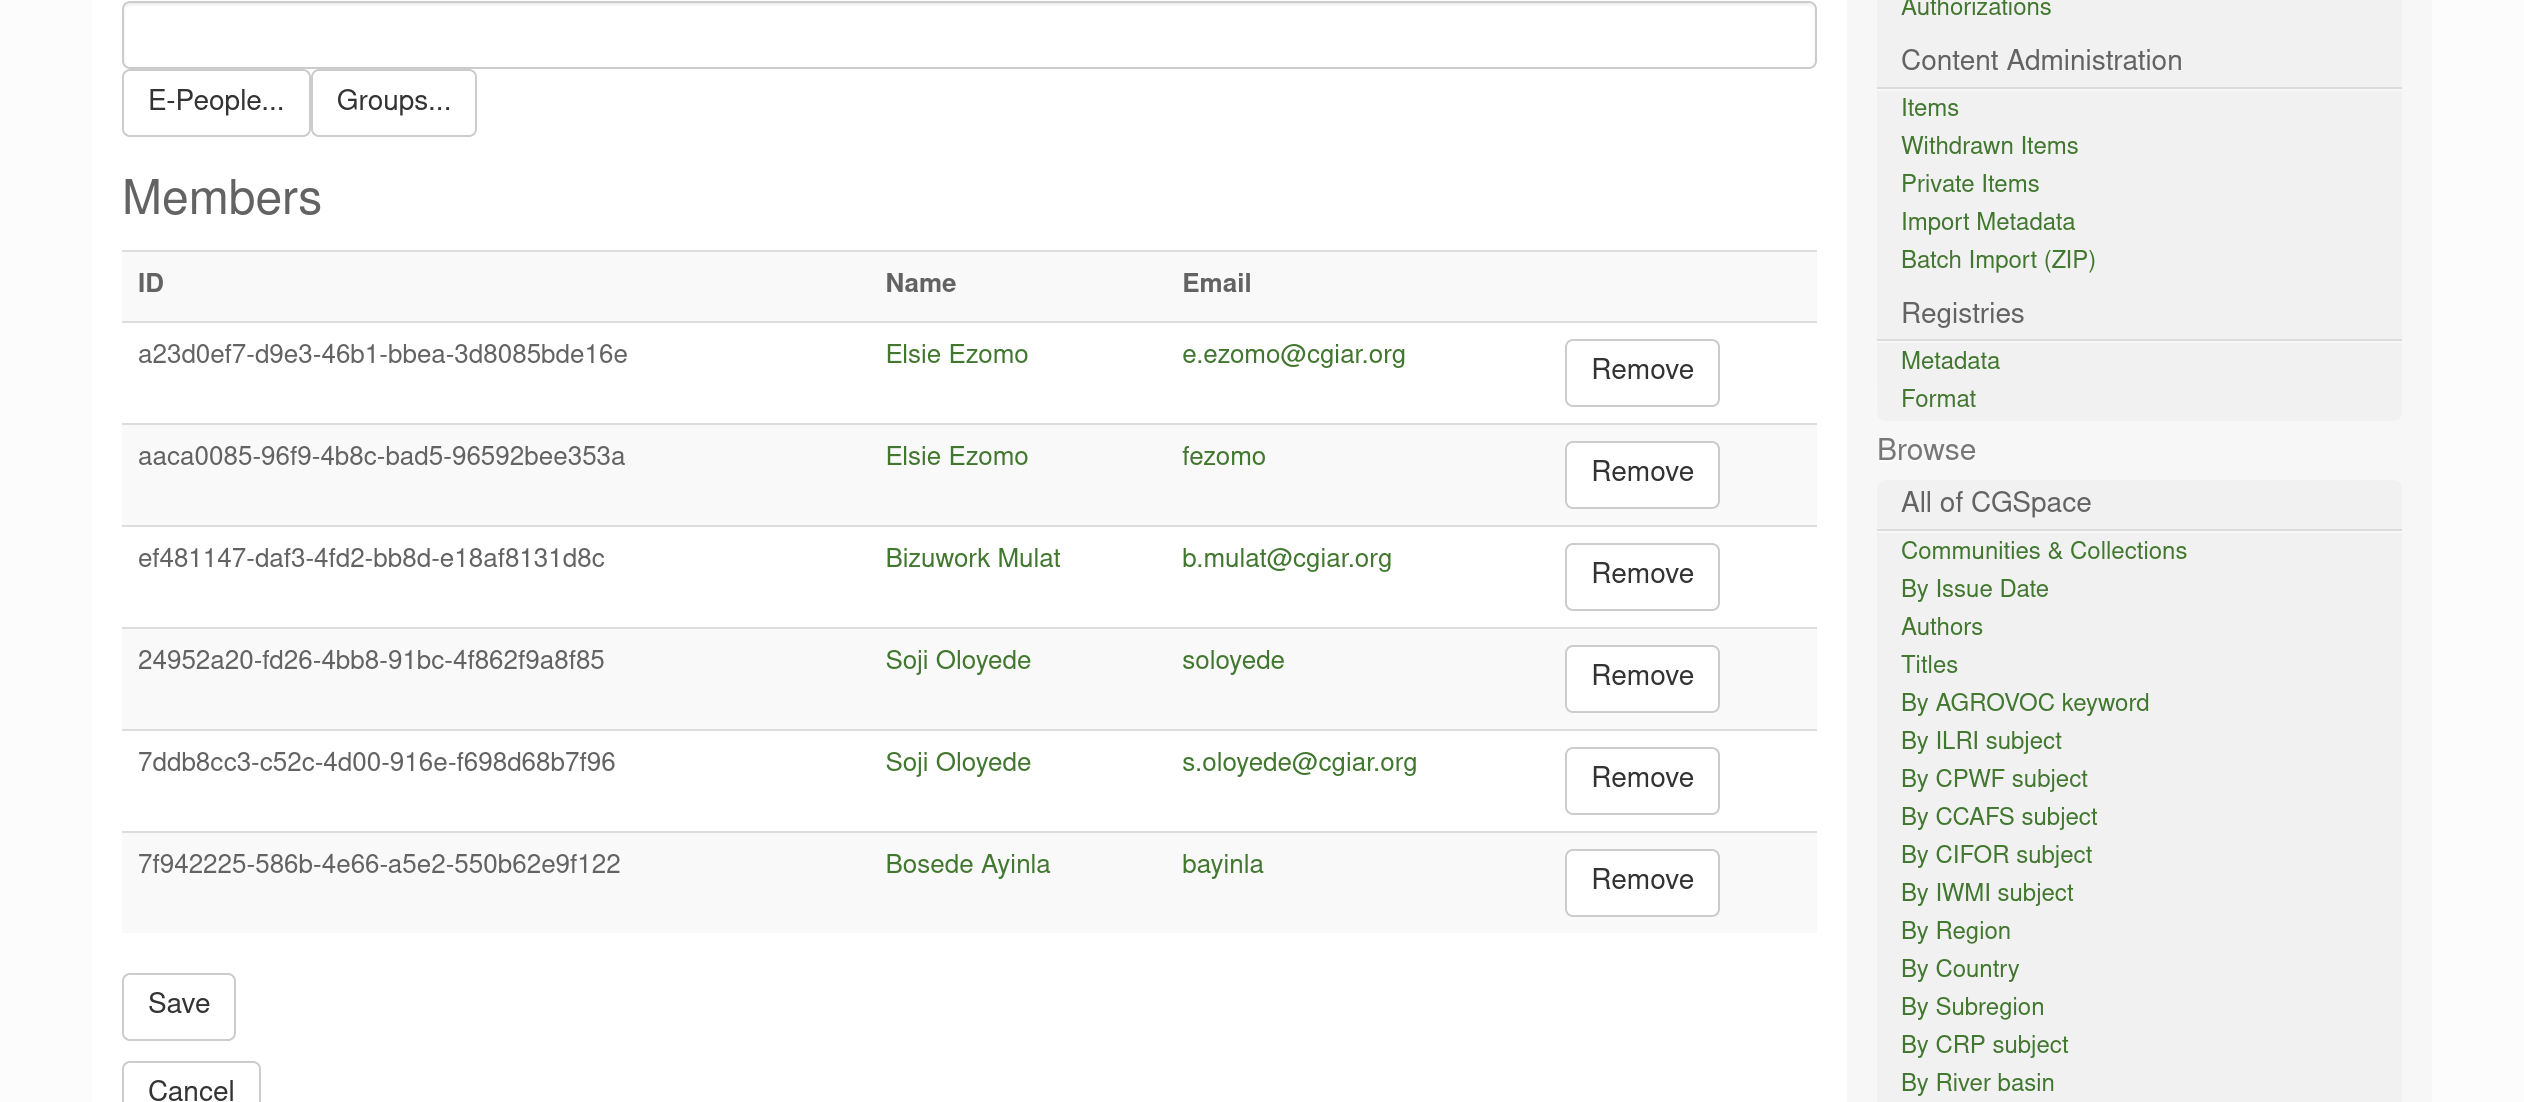 E-People...
Groups...
Members
ID Name Email
a23d0ef7-d9e3-46b1-bbea-3d8085bde16e Elsie Ezomo e.ezomo@cgiar.org Remove
aaca0085-96f9-4b8c-bad5-96592bee353a Elsie Ezomo fezomo Remove
ef481147-daf3-4fd2-bb8d-e18af8131d8c Bizuwork Mulat b.mulat@cgiar.org Remove
24952a20-fd26-4bb8-91bc-4f862f9a8f85 Soji Oloyede soloyede Remove
7ddb8cc3-c52c-4d00-916e-f698d68b7f96 Soji Oloyede s.oloyede@cgiar.org Remove
7f942225-586b-4e66-a5e2-550b62e9f122 Bosede Ayinla bayinla Remove
Save
Cancel
Authorizations
Content Administration
Items
Withdrawn Items
Private Items
Import Metadata
Batch Import (ZIP)
Registries
Metadata
Format
Browse
All of CGSpace
Communities & Collections
By Issue Date
Authors
Titles
By AGROVOC keyword
By ILRI subject
By CPWF subject
By CCAFS subject
By CIFOR subject
By IWMI subject
By Region
By Country
By Subregion
By CRP subject
By River basin